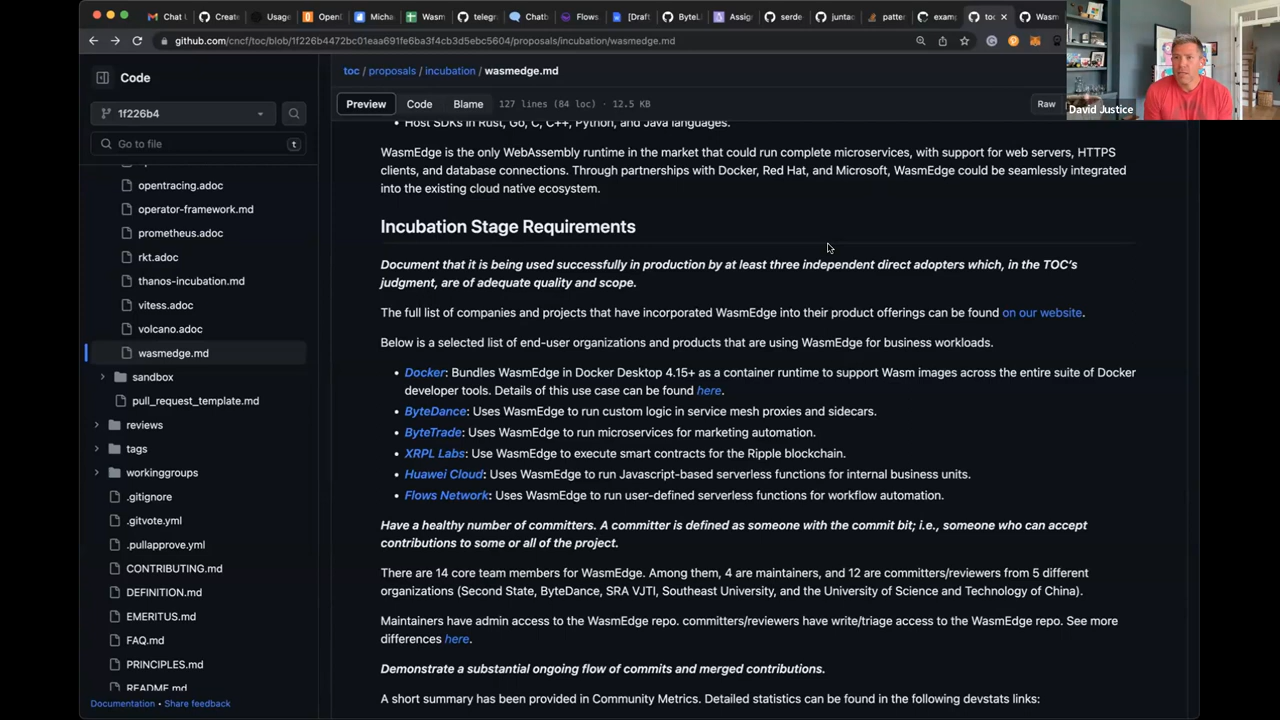 Chat
Create
Usage
OpenI
Micha
Wasm
telegr
Chatb
Flows
[Draft
ByteL
Assig
serde
juntac
patter
examp
toc
Wasm
github.com/cncf/toc/blob/1f226b4472bc01eaa691fe6ba3f4cb3d5ebc5604/proposals/incubation/wasmedge.md
David Justice
Code
toc / proposals / incubation / wasmedge.md
1f226b4
Preview Code Blame 127 lines (84 loc) · 12.5 KB Raw
Go to file t
opentracing.adoc
operator-framework.md
prometheus.adoc
rkt.adoc
thanos-incubation.md
vitess.adoc
volcano.adoc
wasmedge.md
sandbox
pull_request_template.md
reviews
tags
workinggroups
.gitignore
.gitvote.yml
.pullapprove.yml
CONTRIBUTING.md
DEFINITION.md
EMERITUS.md
FAQ.md
PRINCIPLES.md
README.md
Documentation · Share feedback
• Host SDKs in Rust, Go, C, C++, Python, and Java languages.
WasmEdge is the only WebAssembly runtime in the market that could run complete microservices, with support for web servers, HTTPS
clients, and database connections. Through partnerships with Docker, Red Hat, and Microsoft, WasmEdge could be seamlessly integrated
into the existing cloud native ecosystem.
Incubation Stage Requirements
Document that it is being used successfully in production by at least three independent direct adopters which, in the TOC's
judgment, are of adequate quality and scope.
The full list of companies and projects that have incorporated WasmEdge into their product offerings can be found on our website.
Below is a selected list of end-user organizations and products that are using WasmEdge for business workloads.
• Docker: Bundles WasmEdge in Docker Desktop 4.15+ as a container runtime to support Wasm images across the entire suite of Docker
developer tools. Details of this use case can be found here.
• ByteDance: Uses WasmEdge to run custom logic in service mesh proxies and sidecars.
• ByteTrade: Uses WasmEdge to run microservices for marketing automation.
• XRPL Labs: Use WasmEdge to execute smart contracts for the Ripple blockchain.
• Huawei Cloud: Uses WasmEdge to run Javascript-based serverless functions for internal business units.
• Flows Network: Uses WasmEdge to run user-defined serverless functions for workflow automation.
Have a healthy number of committers. A committer is defined as someone with the commit bit; i.e., someone who can accept
contributions to some or all of the project.
There are 14 core team members for WasmEdge. Among them, 4 are maintainers, and 12 are committers/reviewers from 5 different
organizations (Second State, ByteDance, SRA VJTI, Southeast University, and the University of Science and Technology of China).
Maintainers have admin access to the WasmEdge repo. committers/reviewers have write/triage access to the WasmEdge repo. See more
differences here.
Demonstrate a substantial ongoing flow of commits and merged contributions.
A short summary has been provided in Community Metrics. Detailed statistics can be found in the following devstats links: